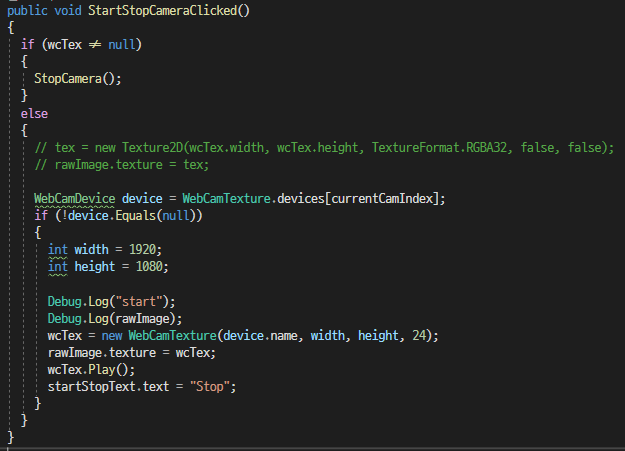 public void StartStopCameraClicked()
{
if (wcTex != null)
{
StopCamera();
}
else
{
// tex = new Texture2D(wcTex.width, wcTex.height, TextureFormat.RGBA32, false, false);
// rawImage.texture = tex;
WebCamDevice device = WebCamTexture.devices[currentCamIndex];
if (!device.Equals(null))
{
int width = 1920;
int height = 1080;
Debug.Log("start");
Debug.Log(rawImage);
wcTex = new WebCamTexture(device.name, width, height, 24);
rawImage.texture = wcTex;
wcTex.Play();
startStopText.text = "Stop";
}
}
}